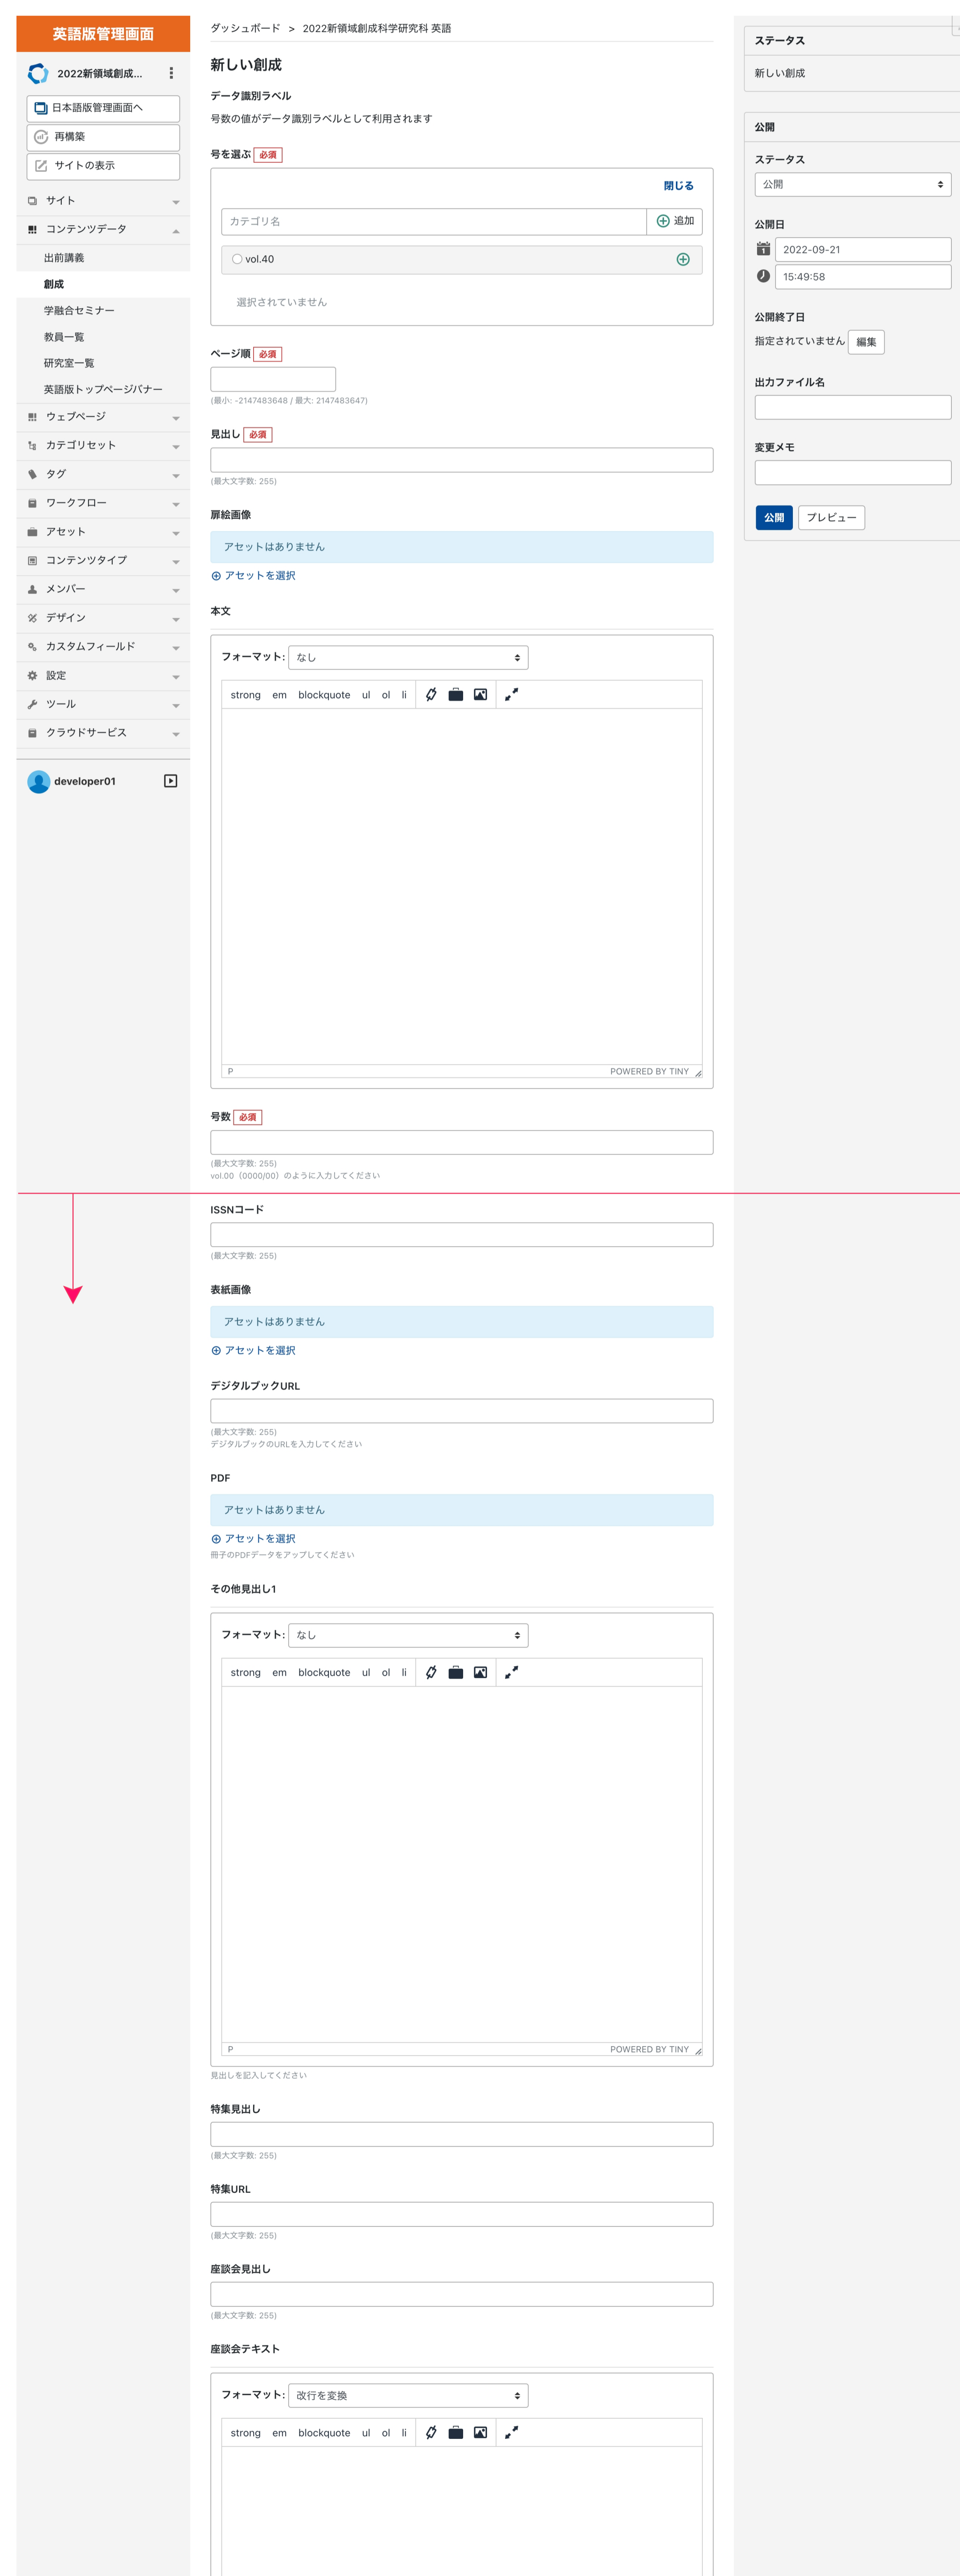 英語版管理画面
2022新領域創成...
日本語版管理画面へ
再構築
サイトの表示
サイト
コンテンツデータ
出前講義
創成
学融合セミナー
教員一覧
研究室一覧
英語版トップページバナー
ウェブページ
カテゴリセット
タグ
ワークフロー
アセット
コンテンツタイプ
メンバー
デザイン
カスタムフィールド
設定
ツール
クラウドサービス
developer01
ダッシュボード > 2022新領域創成科学研究科 英語
新しい創成
データ識別ラベル
号数の値がデータ識別ラベルとして利用されます
号を選ぶ 必須
閉じる
カテゴリ名 追加
vol.40
選択されていません
ページ順 必須
(最小: -2147483648 / 最大: 2147483647)
見出し 必須
(最大文字数: 255)
扉絵画像
アセットはありません
アセットを選択
本文
フォーマット: なし
strong em blockquote ul ol li
P POWERED BY TINY
号数 必須
(最大文字数: 255)
vol.00（0000/00）のように入力してください
ISSNコード
(最大文字数: 255)
表紙画像
アセットはありません
アセットを選択
デジタルブックURL
(最大文字数: 255)
デジタルブックのURLを入力してください
PDF
アセットはありません
アセットを選択
冊子のPDFデータをアップしてください
その他見出し1
フォーマット: なし
strong em blockquote ul ol li
P POWERED BY TINY
見出しを記入してください
特集見出し
(最大文字数: 255)
特集URL
(最大文字数: 255)
座談会見出し
(最大文字数: 255)
座談会テキスト
フォーマット: 改行を変換
strong em blockquote ul ol li
ステータス
新しい創成
公開
ステータス
公開
公開日
1 2022-09-21
15:49:58
公開終了日
指定されていません 編集
出力ファイル名
変更メモ
公開 プレビュー